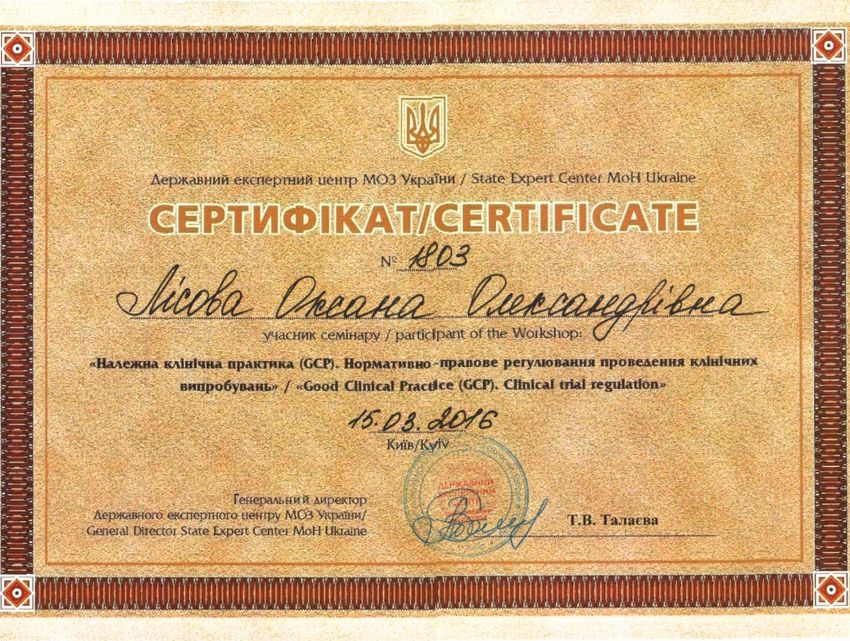 Державний експертний центр МОЗ України / State Expert Center MoH Ukraine
СЕРТИФІКАТ/CERTIFICATE
№ 1803
Лісова Оксана Олександрівна
учасник семінару / participant of the Workshop:
«Належна клінічна практика (GCP). Нормативно-правове регулювання проведення клінічних
випробувань» / «Good Clinical Practice (GCP). Clinical trial regulation»
15.03.2016
Київ/Kyiv
ДЕРЖАВНИЙ
Генеральний директор
Державного експертного центру МОЗ України/
General Director State Expert Center MoH Ukraine
Т.В. Талаєва